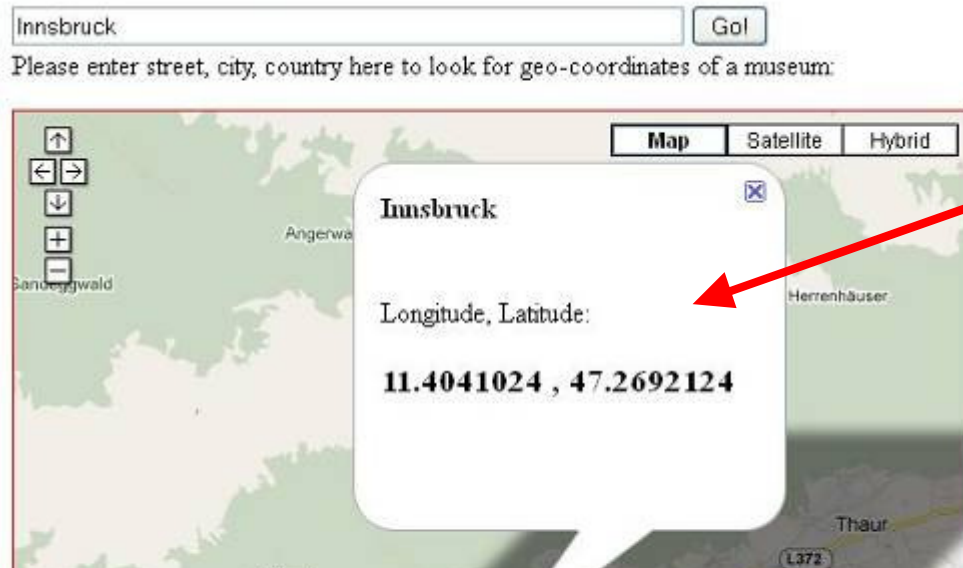 Innsbruck
Go!
Please enter street, city, country here to look for geo-coordinates of a museum:
Map
Satellite
Hybrid
Innsbruck
Angerwa
Herrenhäuser
Longitude, Latitude:
11.4041024 , 47.2692124
Thaur
L372